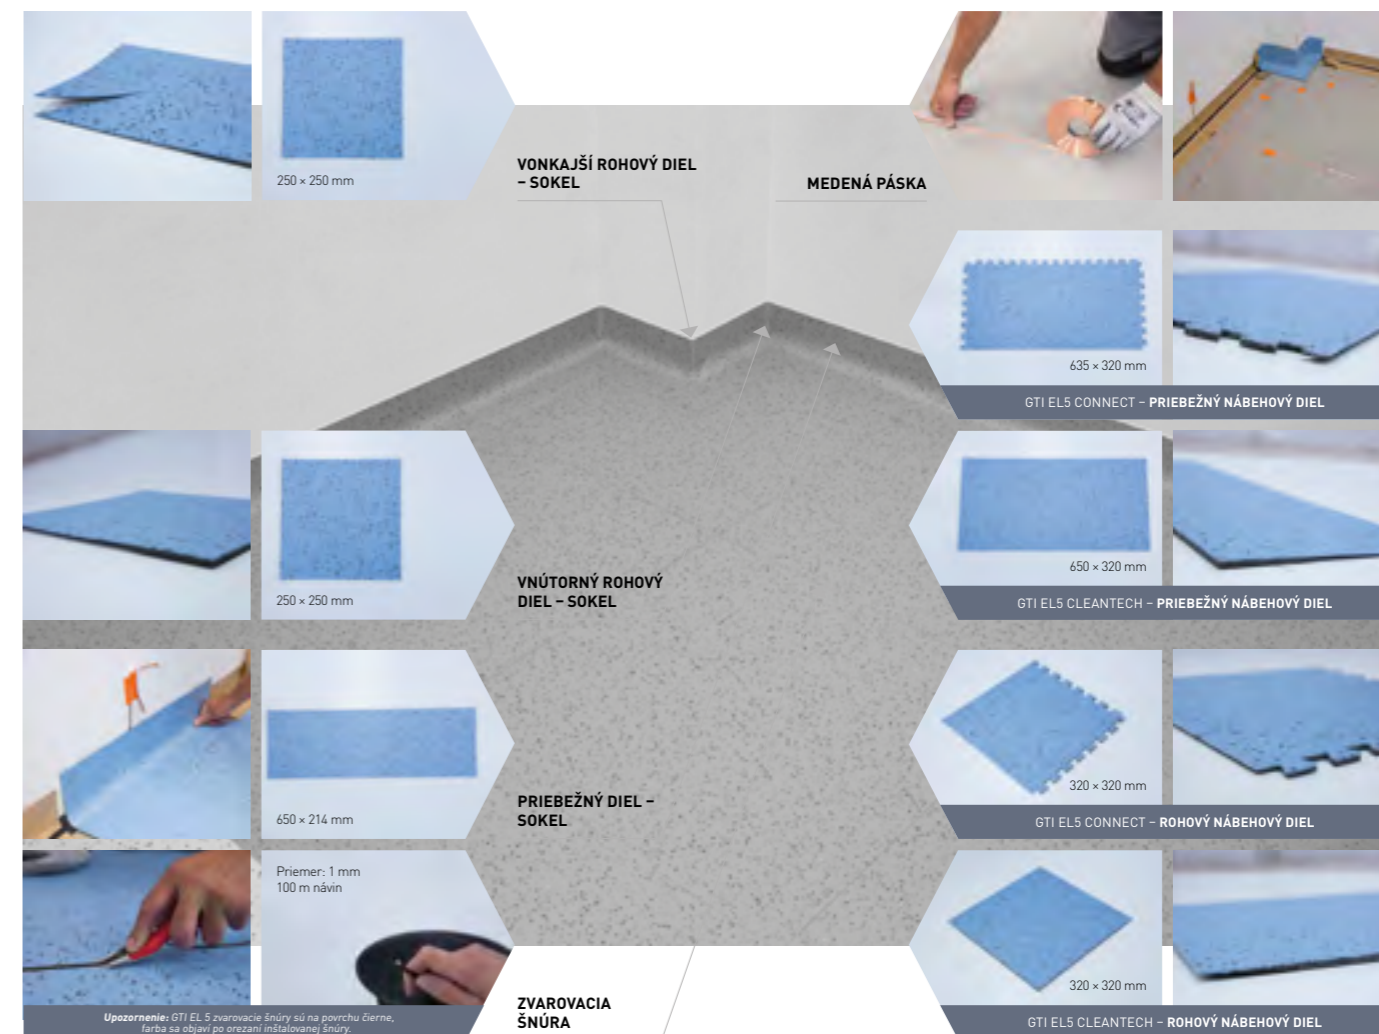 250 × 250 mm
VONKAJŠÍ ROHOVÝ DIEL
– SOKEL
MEDENÁ PÁSKA
635 × 320 mm
GTI EL5 CONNECT – PRIEBEŽNÝ NÁBEHOVÝ DIEL
250 × 250 mm
VNÚTORNÝ ROHOVÝ
DIEL – SOKEL
650 × 320 mm
GTI EL5 CLEANTECH – PRIEBEŽNÝ NÁBEHOVÝ DIEL
650 × 214 mm
PRIEBEŽNÝ DIEL –
SOKEL
320 × 320 mm
GTI EL5 CONNECT – ROHOVÝ NÁBEHOVÝ DIEL
Priemer: 1 mm
100 m návin
ZVAROVACIA
ŠNÚRA
Upozornenie: GTI EL 5 zvarovacie šnúry sú na povrchu čierne,
farba sa objaví po orezaní inštalovanej šnúry.
320 × 320 mm
GTI EL5 CLEANTECH – ROHOVÝ NÁBEHOVÝ DIEL